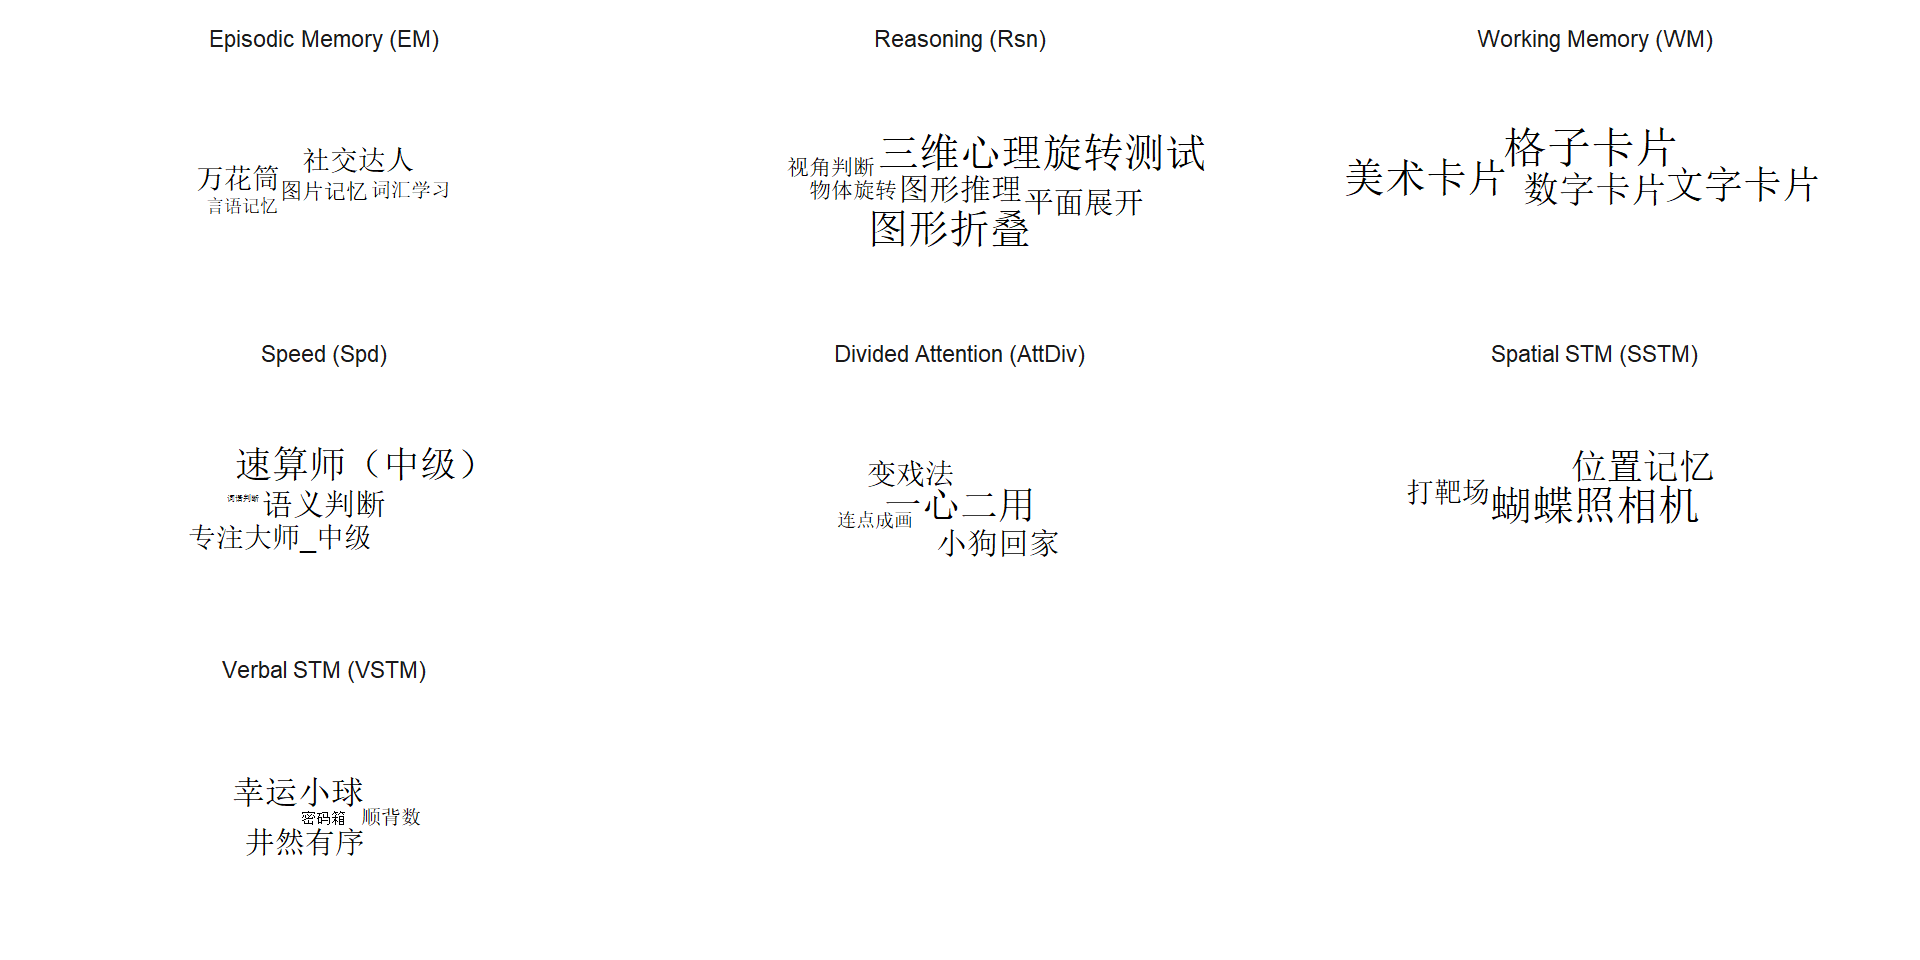 Episodic Memory (EM)
社交达人
万花筒
图片记忆
词汇学习
言语记忆
Reasoning (Rsn)
三维心理旋转测试
视角判断
物体旋转
图形推理
平面展开
图形折叠
Working Memory (WM)
格子卡片
美术卡片
数字卡片
文字卡片
Speed (Spd)
速算师（中级）
词语判断
语义判断
专注大师_中级
Divided Attention (AttDiv)
变戏法
一心二用
连点成画
小狗回家
Spatial STM (SSTM)
位置记忆
打靶场
蝴蝶照相机
Verbal STM (VSTM)
幸运小球
密码箱
顺背数
井然有序